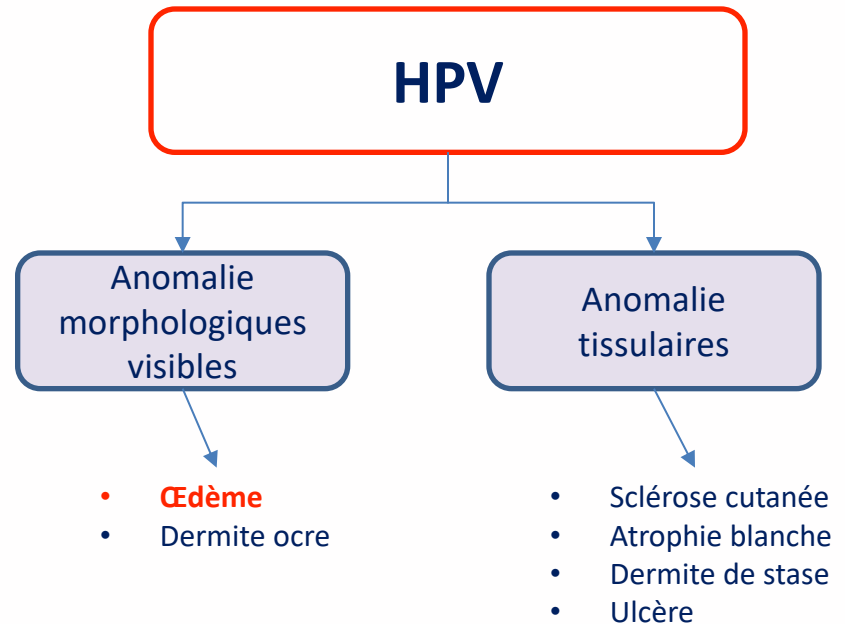 HPV
Anomalie
morphologiques
visibles
Anomalie
tissulaires
• Œdème
• Dermite ocre
• Sclérose cutanée
• Atrophie blanche
• Dermite de stase
• Ulcère